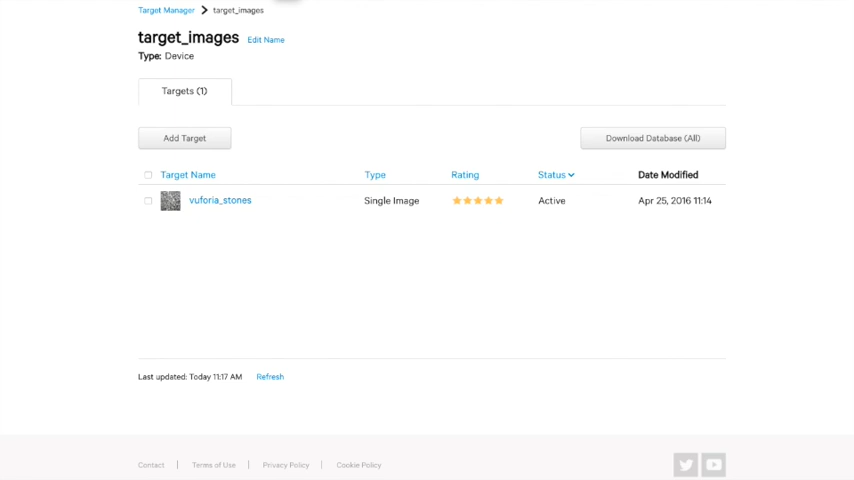 Target Manager > target_images
target_images Edit Name
Type: Device
Targets (1)
Add Target Download Database (All)
Target Name Type Rating Status Date Modified
vuforia_stones Single Image Active Apr 25, 2016 11:14
Last updated: Today 11:17 AM Refresh
Contact | Terms of Use | Privacy Policy | Cookie Policy